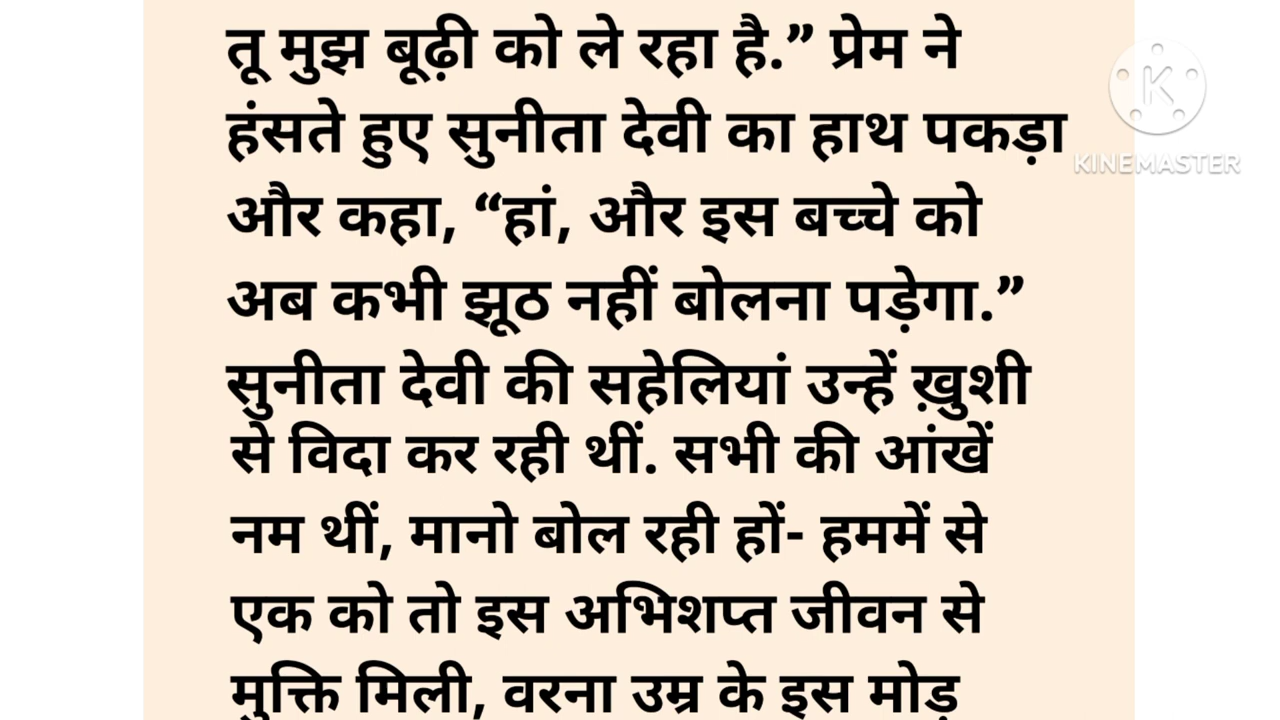 तू मुझ बूढ़ी को ले रहा है.” प्रेम ने
हंसते हुए सुनीता देवी का हाथ पकड़ा
और कहा, “हां, और इस बच्चे को
अब कभी झूठ नहीं बोलना पड़ेगा.”
सुनीता देवी की सहेलियां उन्हें ख़ुशी
से विदा कर रही थीं. सभी की आंखें
नम थीं, मानो बोल रही हों- हममें से
एक को तो इस अभिशप्त जीवन से
मुक्ति मिली, वरना उम्र के इस मोड़
K
KINEMASTER